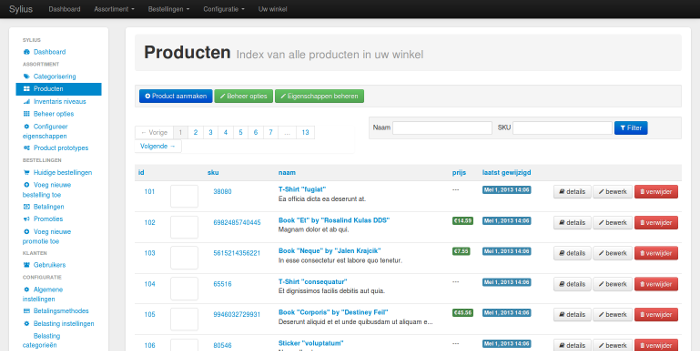 Sylius Dashboard Assortiment Bestellingen Configuratie Uw winkel
SYLIUS
Dashboard
ASSORTIMENT
Categorisering
Producten
Inventaris niveaus
Beheer opties
Configureer
eigenschappen
Product prototypes
BESTELLINGEN
Huidige bestellingen
Voeg nieuwe
bestelling toe
Betalingen
Promoties
Voeg nieuwe
promotie toe
KLANTEN
Gebruikers
CONFIGURATIE
Algemene
instellingen
Betalingsmethodes
Belasting instellingen
Belasting
categorieën
Producten Index van alle producten in uw winkel
Product aanmaken Beheer opties Eigenschappen beheren
← Vorige 1 2 3 4 5 6 7 ... 13
Volgende →
Naam SKU Filter
id sku naam prijs laatst gewijzigd
101 38080 T-Shirt "fugiat" --- Mei 1, 2013 14:06 details bewerk verwijder
Ea officia dicta ea deserunt at.
102 6982485740445 Book "Et" by "Rosalind Kulas DDS" €14.59 Mei 1, 2013 14:06 details bewerk verwijder
Magnam dolor et ab qui.
103 5615214356221 Book "Neque" by "Jalen Krajcik" €7.55 Mei 1, 2013 14:06 details bewerk verwijder
In esse consectetur est labore quo tenetur.
104 65516 T-Shirt "consequatur" --- Mei 1, 2013 14:06 details bewerk verwijder
Et dignissimos facilis debitis aut quia.
105 9946032729931 Book "Corporis" by "Destiney Feil" €45.56 Mei 1, 2013 14:06 details bewerk verwijder
Deserunt aliquid et et unde quibusdam ut aliquam e...
106 80546 Sticker "voluptatum" --- Mei 1, 2013 14:06 details bewerk verwijder